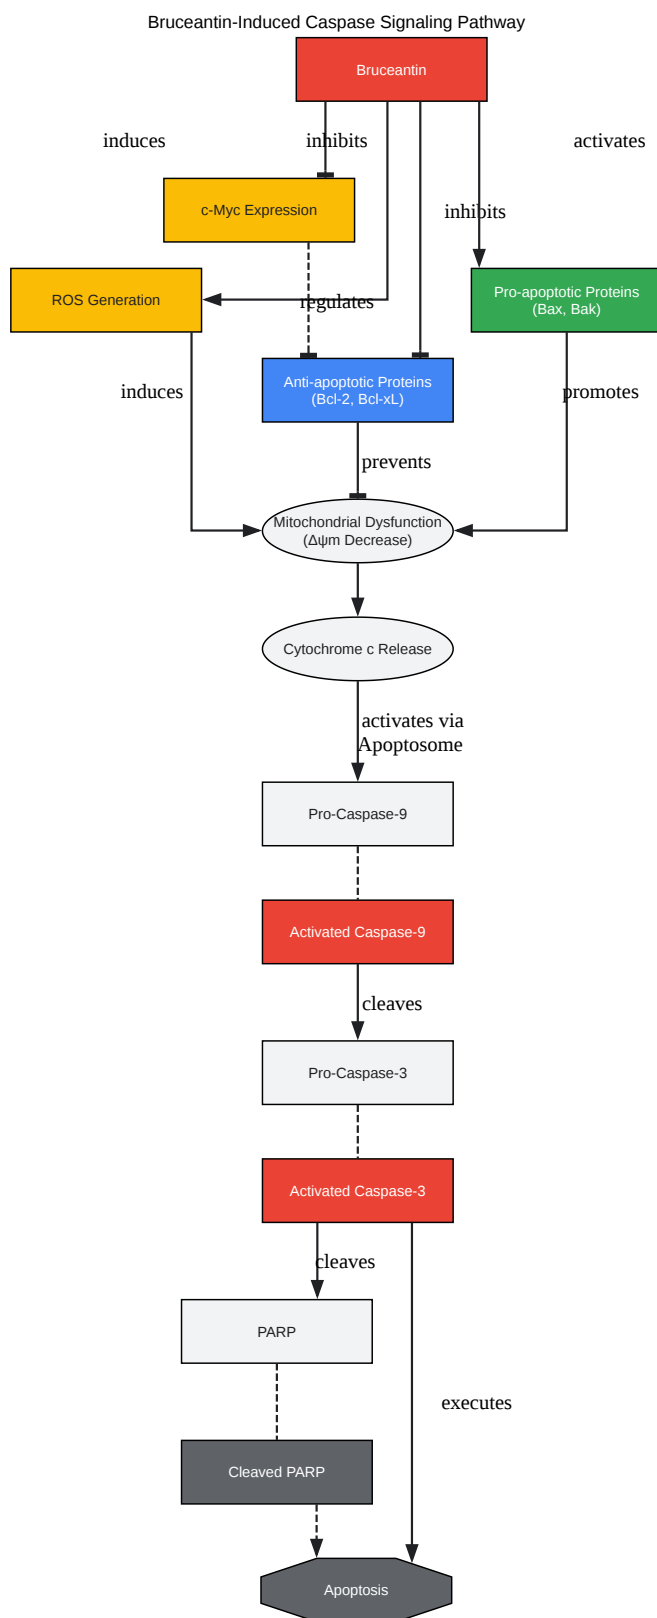 Bruceantin-Induced Caspase Signaling Pathway
Bruceantin
induces
inhibits
activates
c-Myc Expression
inhibits
ROS Generation
regulates
Pro-apoptotic Proteins
(Bax, Bak)
induces
Anti-apoptotic Proteins
(Bcl-2, Bcl-xL)
promotes
prevents
Mitochondrial Dysfunction
(Δψm Decrease)
Cytochrome c Release
activates via
Apoptosome
Pro-Caspase-9
Activated Caspase-9
cleaves
Pro-Caspase-3
Activated Caspase-3
cleaves
PARP
executes
Cleaved PARP
Apoptosis